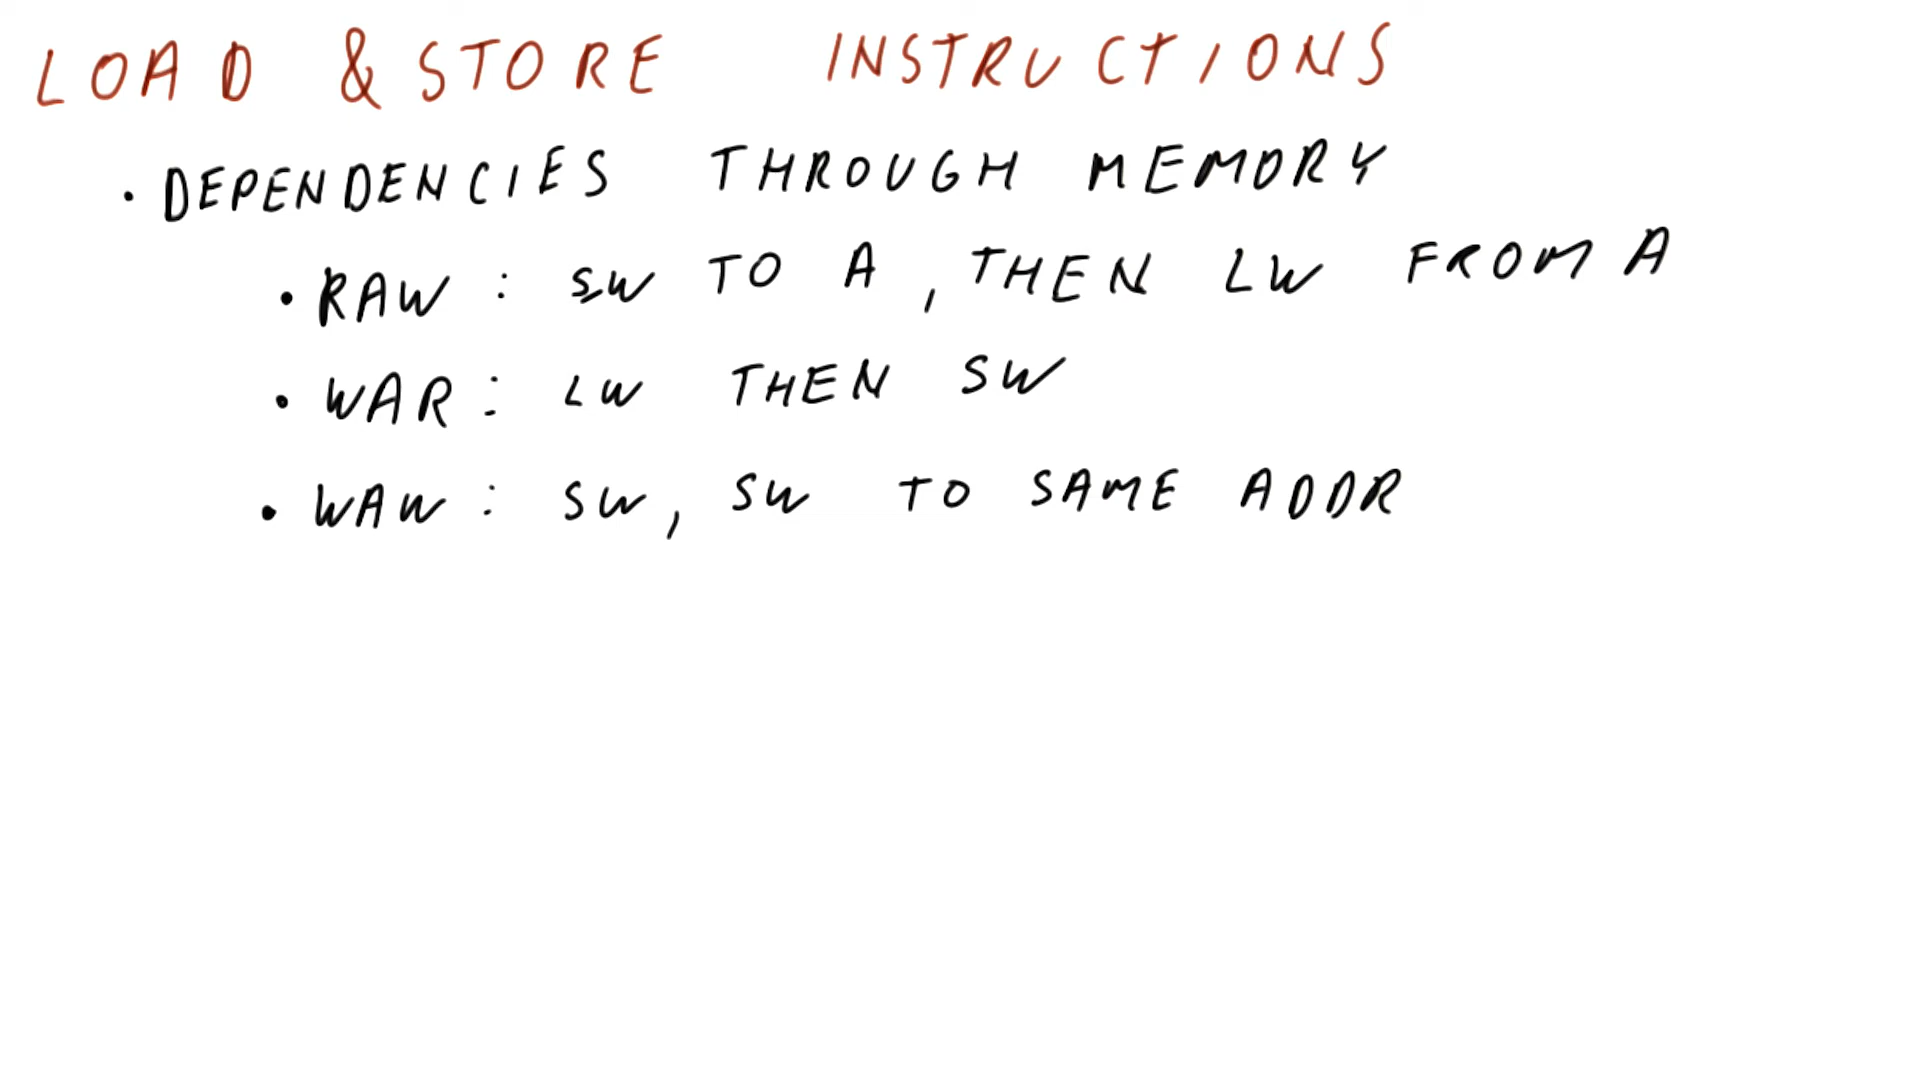 LOAD & STORE INSTRUCTIONS
• DEPENDENCIES THROUGH MEMORY
• RAW : SW TO A , THEN LW FROM A
• WAR : LW THEN SW
• WAW : SW, SW TO SAME ADDR